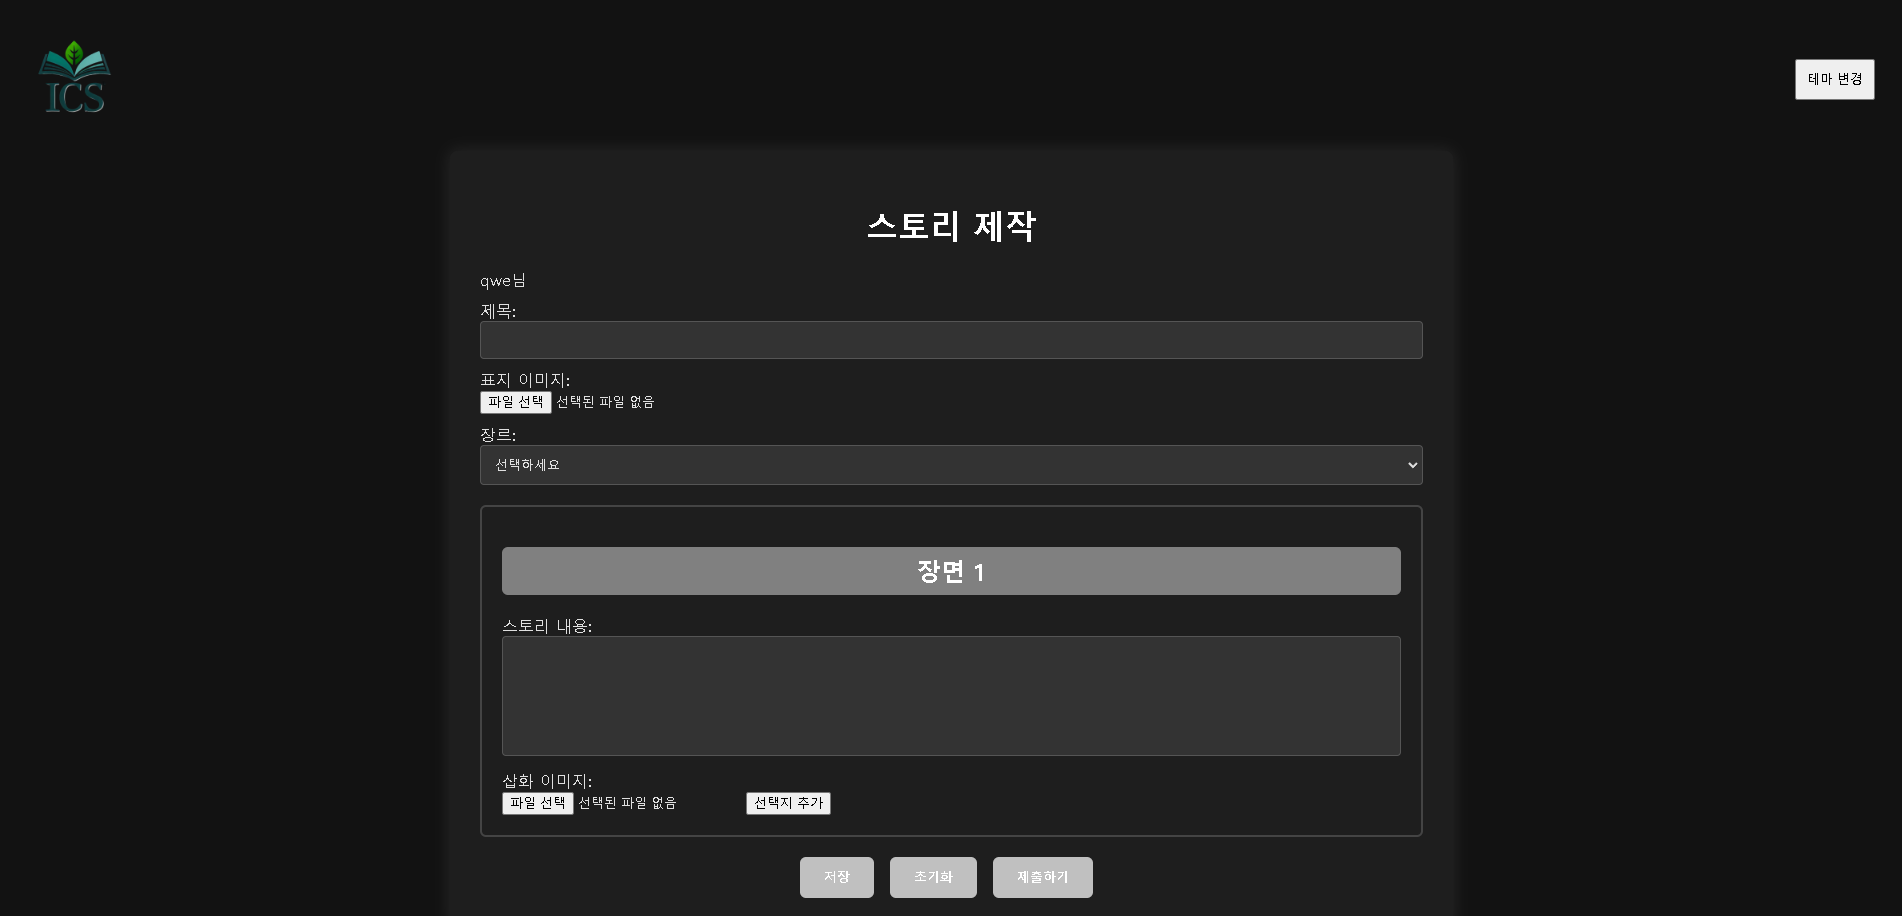 ICS
테마 변경
스토리 제작
qwe님
제목:
표지 이미지:
파일 선택 선택된 파일 없음
장르:
선택하세요
장면 1
스토리 내용:
삽화 이미지:
파일 선택 선택된 파일 없음 선택지 추가
저장 초기화 제출하기